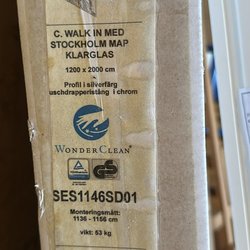 C. WALK IN MED
STOCKHOLM MAP
KLARGLAS
1200 x 2000 cm
–
Profil i silverfärg
uschdrapperistång i chrom
WONDERCLEAN®
SES1146SD01
Monteringsmått:
1136 - 1156 cm
vikt: 53 kg